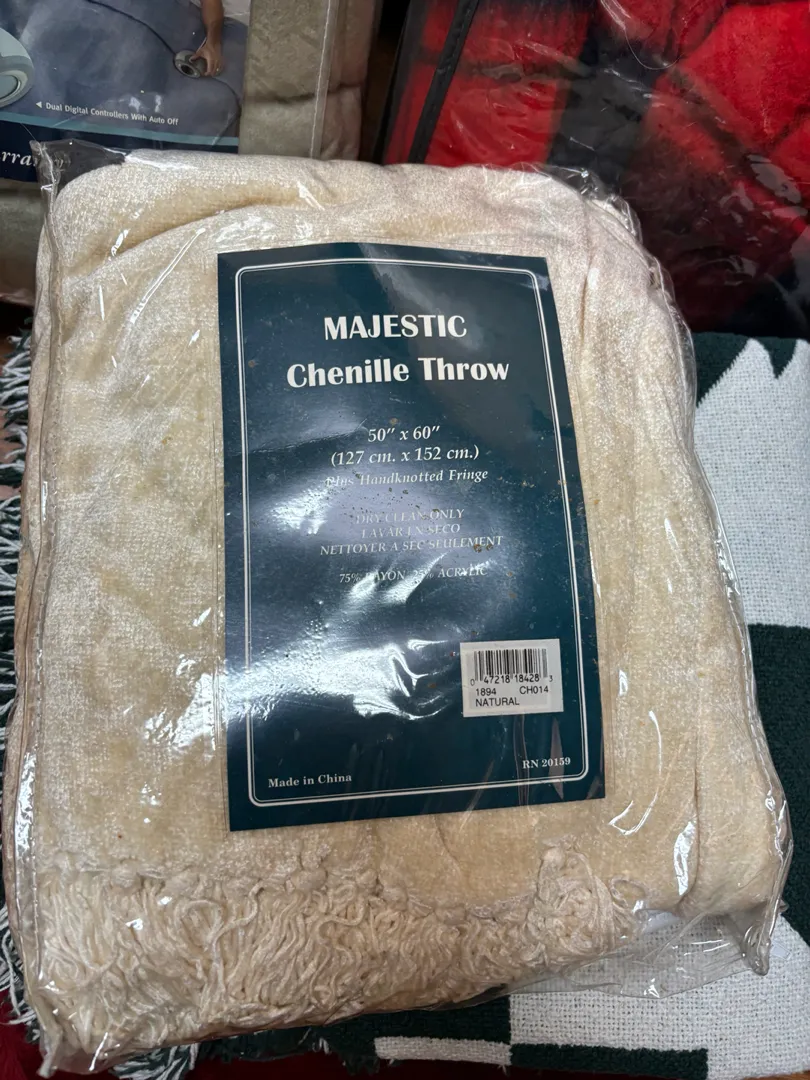 ◄ Dual Digital Controllers With Auto Off
MAJESTIC
Chenille Throw
50" x 60"
(127 cm. x 152 cm.)
Plus Handknotted Fringe
DRY CLEAN ONLY
LAVAR EN SECO
NETTOYER A SEC SEULEMENT
75% RAYON 25% ACRYLIC
0 47218 18428 3
1894 CH014
NATURAL
Made in China
RN 20159